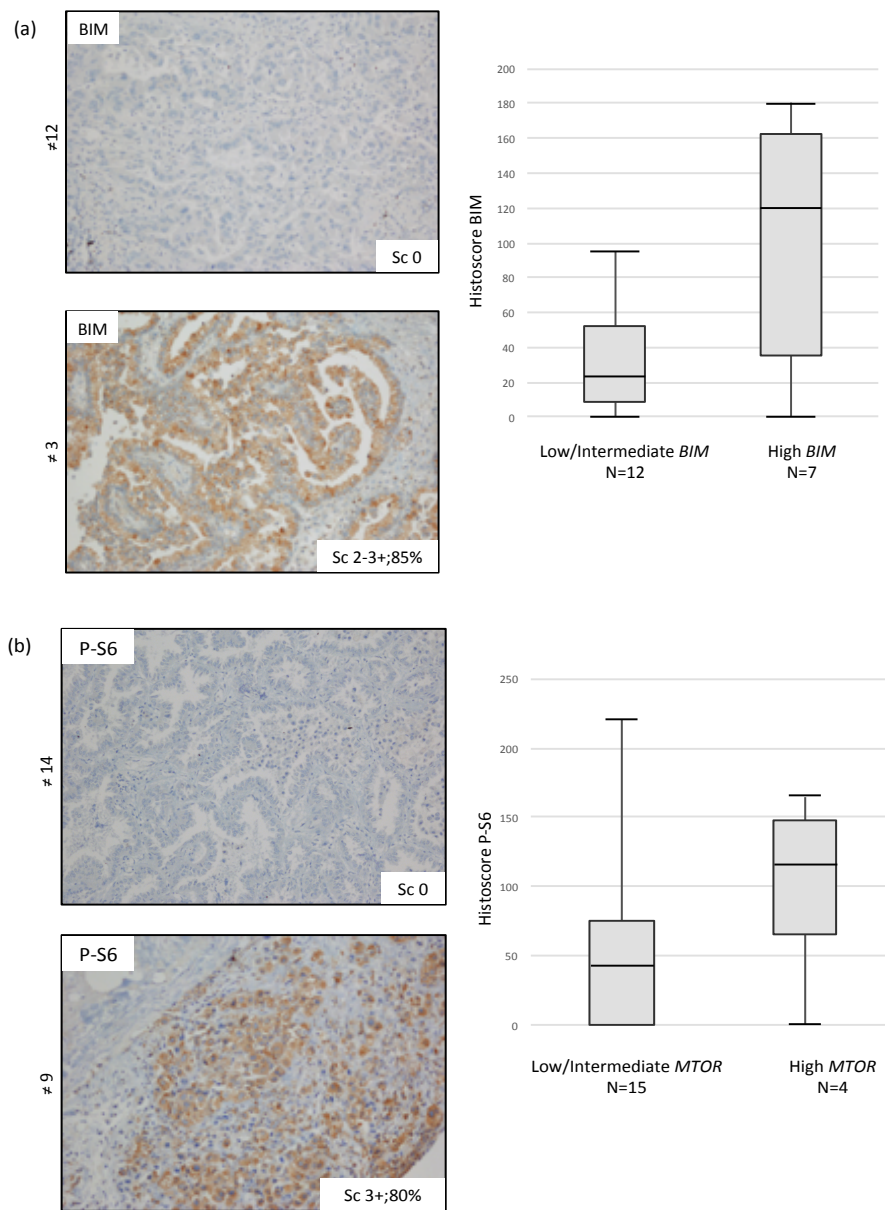 (a)
BIM
≠12
Sc 0
BIM
≠ 3
Sc 2-3+;85%
Histoscore BIM
200
180
160
140
120
100
80
60
40
20
0
Low/Intermediate BIM
N=12
High BIM
N=7
(b)
P-S6
≠ 14
Sc 0
P-S6
≠ 9
Sc 3+;80%
Histoscore P-S6
250
200
150
100
50
0
Low/Intermediate MTOR
N=15
High MTOR
N=4